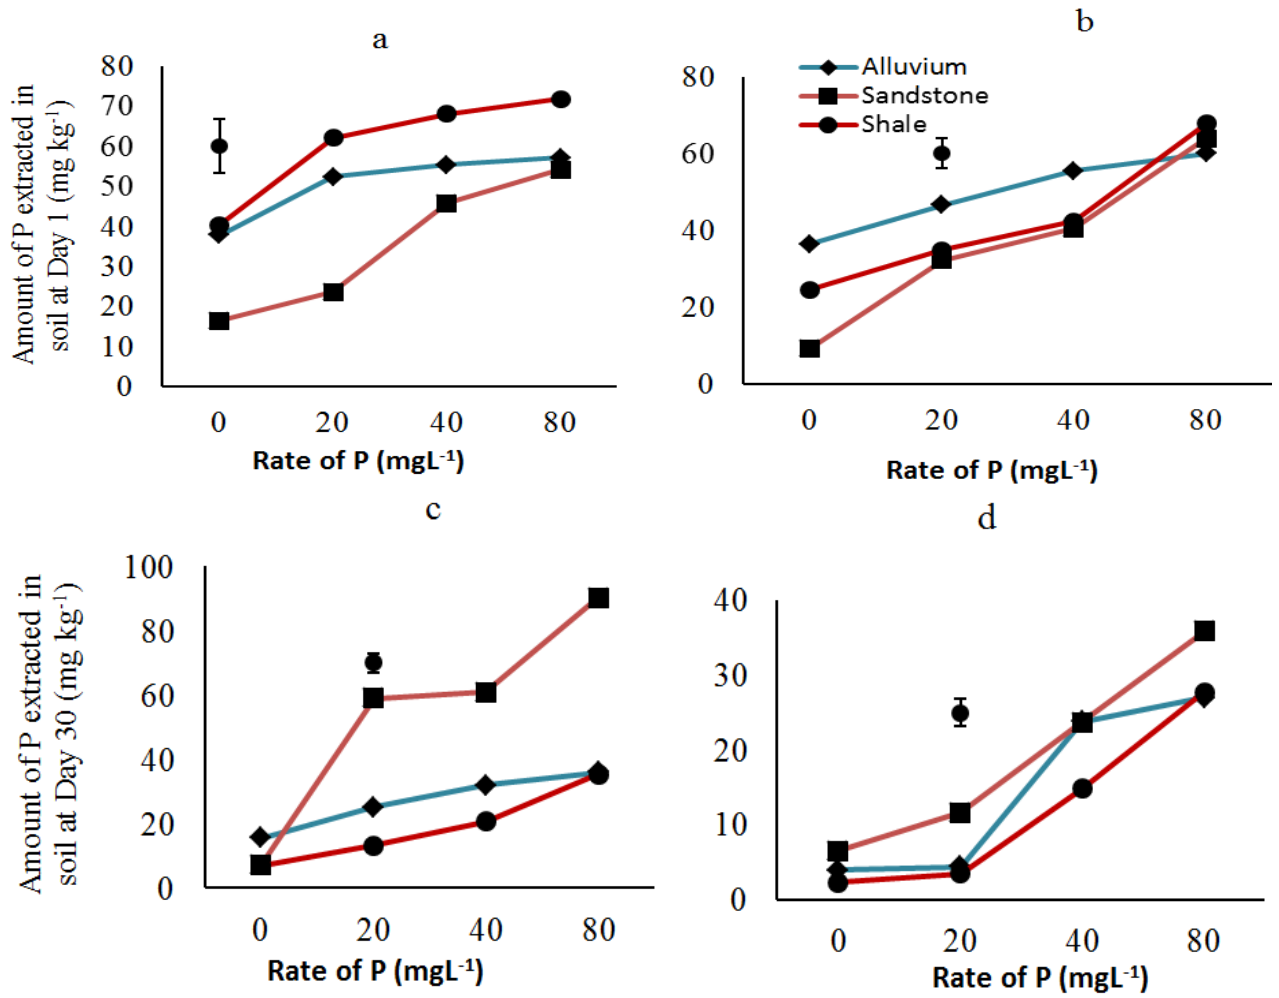 a
Amount of P extracted in
soil at Day 1 (mg kg-1)
80
70
60
50
40
30
20
10
0
0 20 40 80
Rate of P (mgL-1)
b
Alluvium
Sandstone
Shale
80
60
40
20
0
0 20 40 80
Rate of P (mgL-1)
c
Amount of P extracted in
soil at Day 30 (mg kg-1)
100
80
60
40
20
0
0 20 40 80
Rate of P (mgL-1)
d
40
30
20
10
0
0 20 40 80
Rate of P (mgL-1)